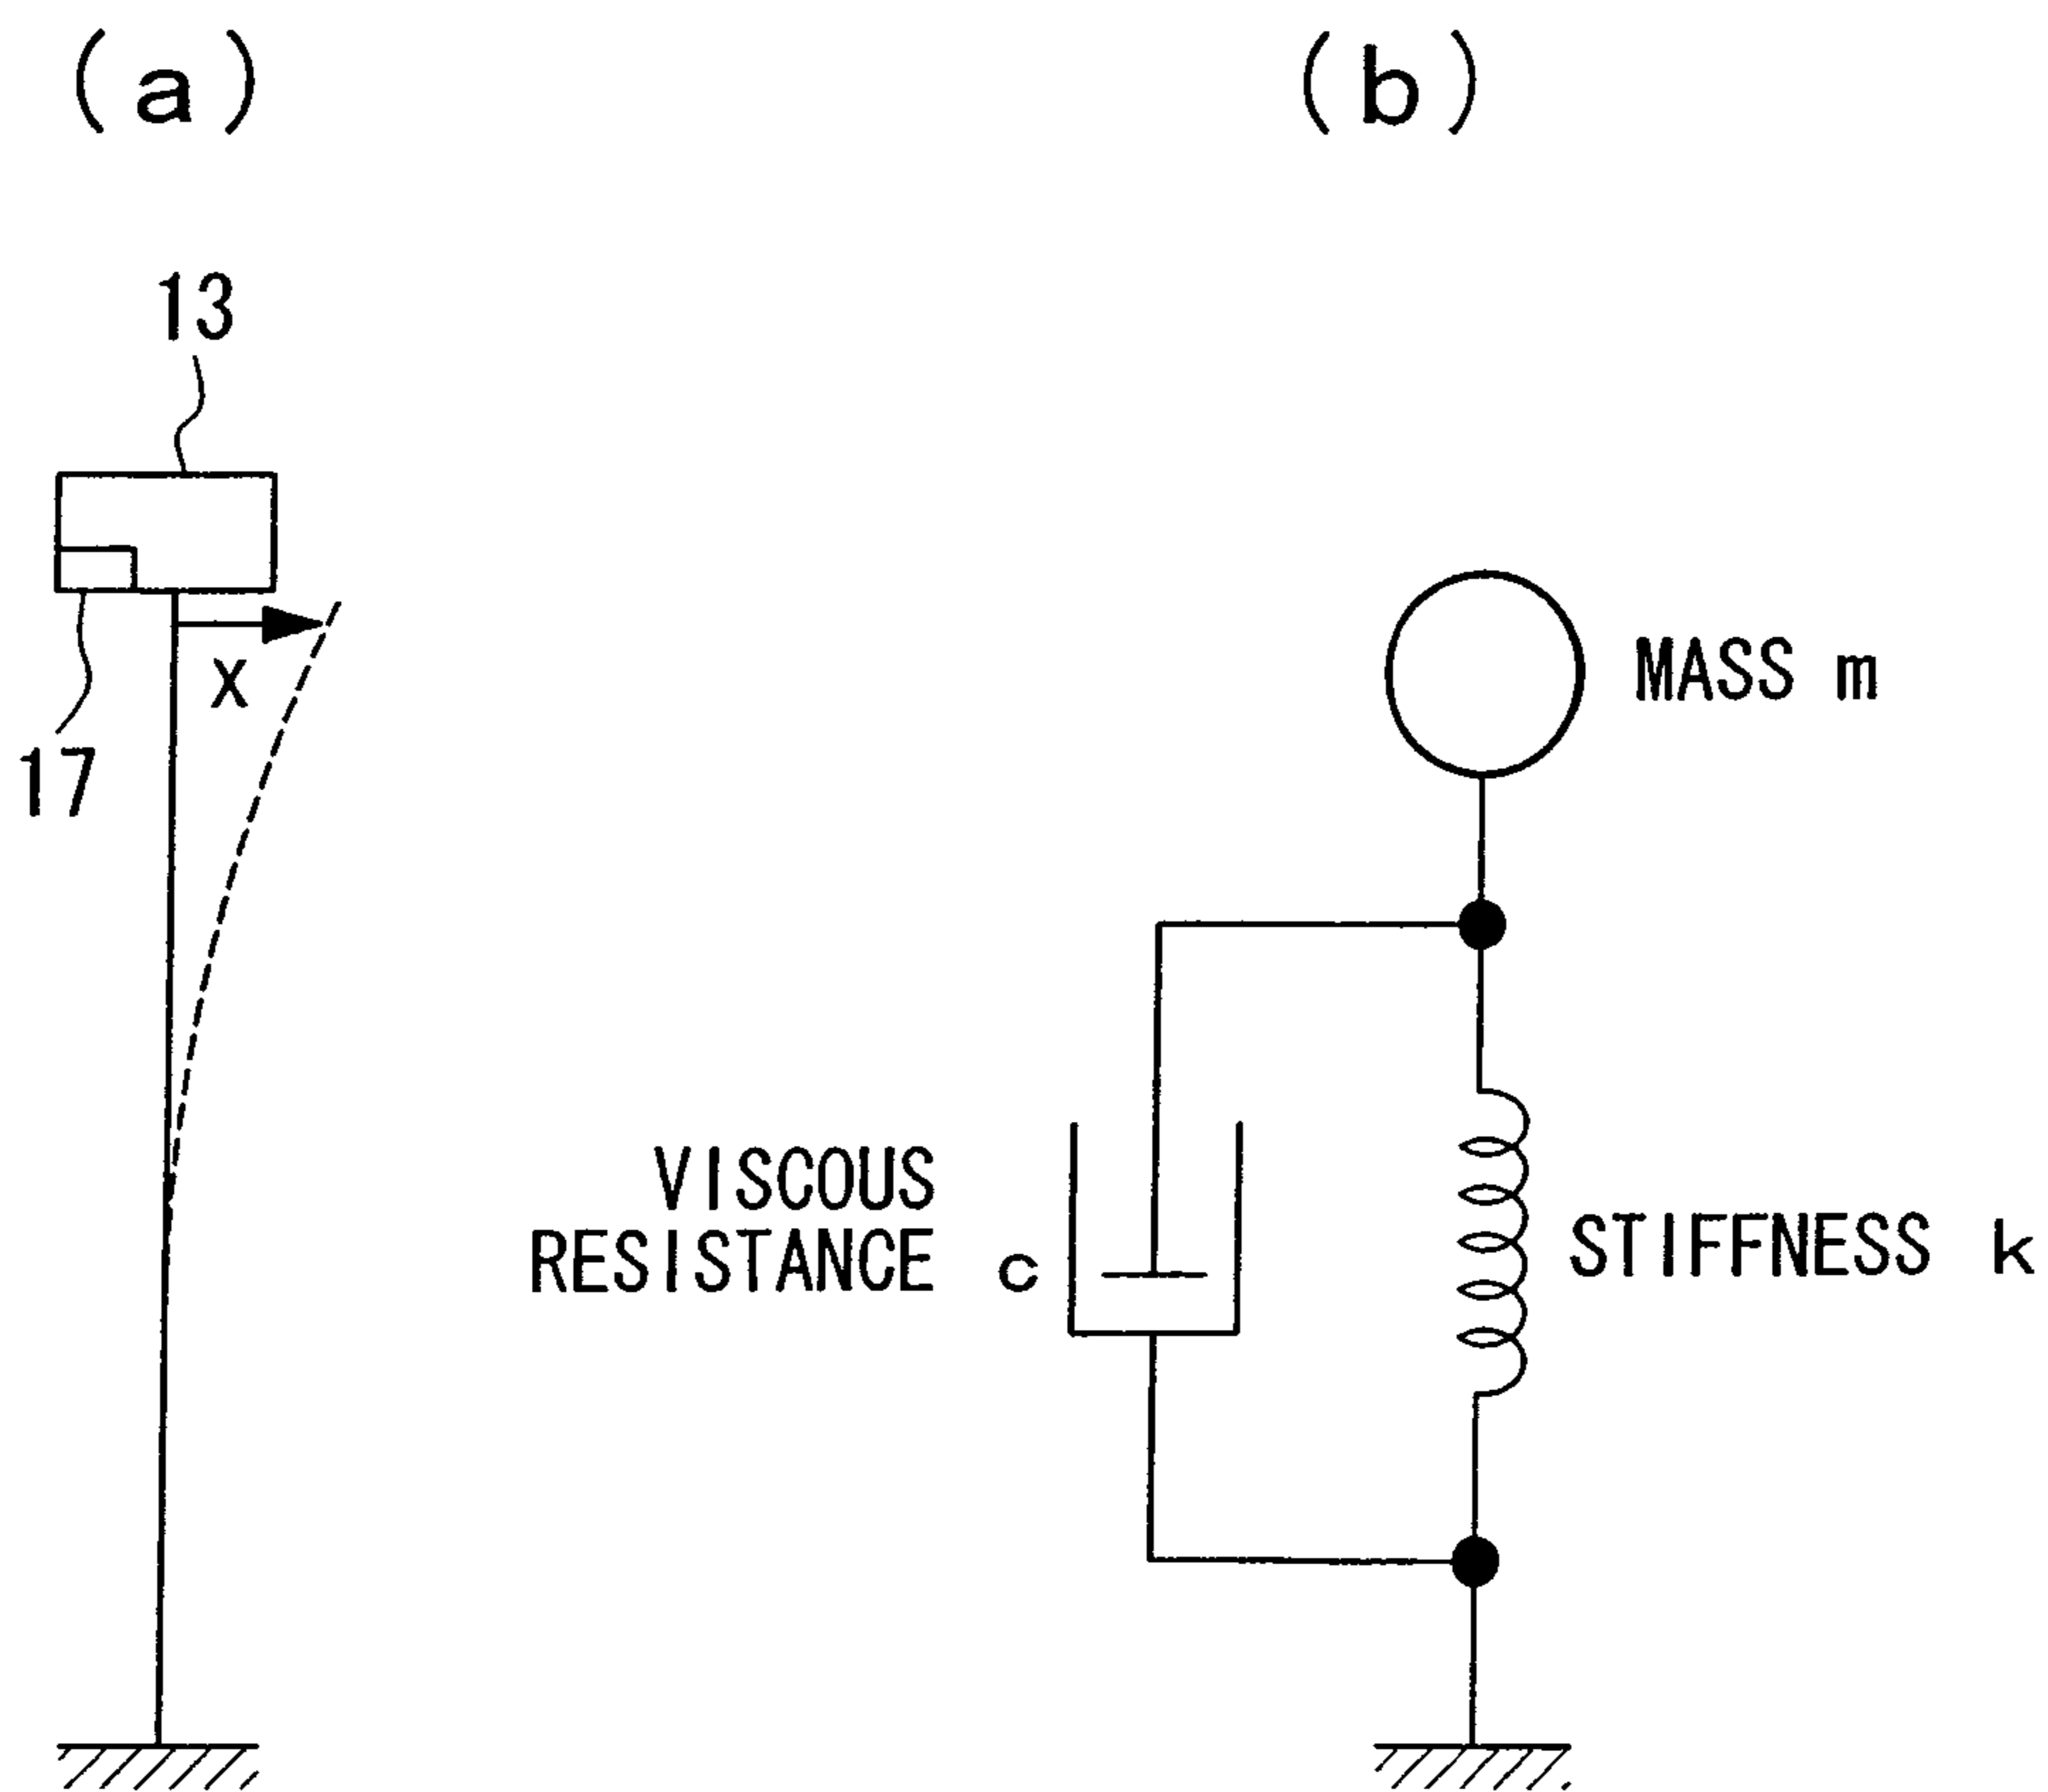 (a)
(b)
13
x
17
MASS m
VISCOUS
RESISTANCE c
STIFFNESS k